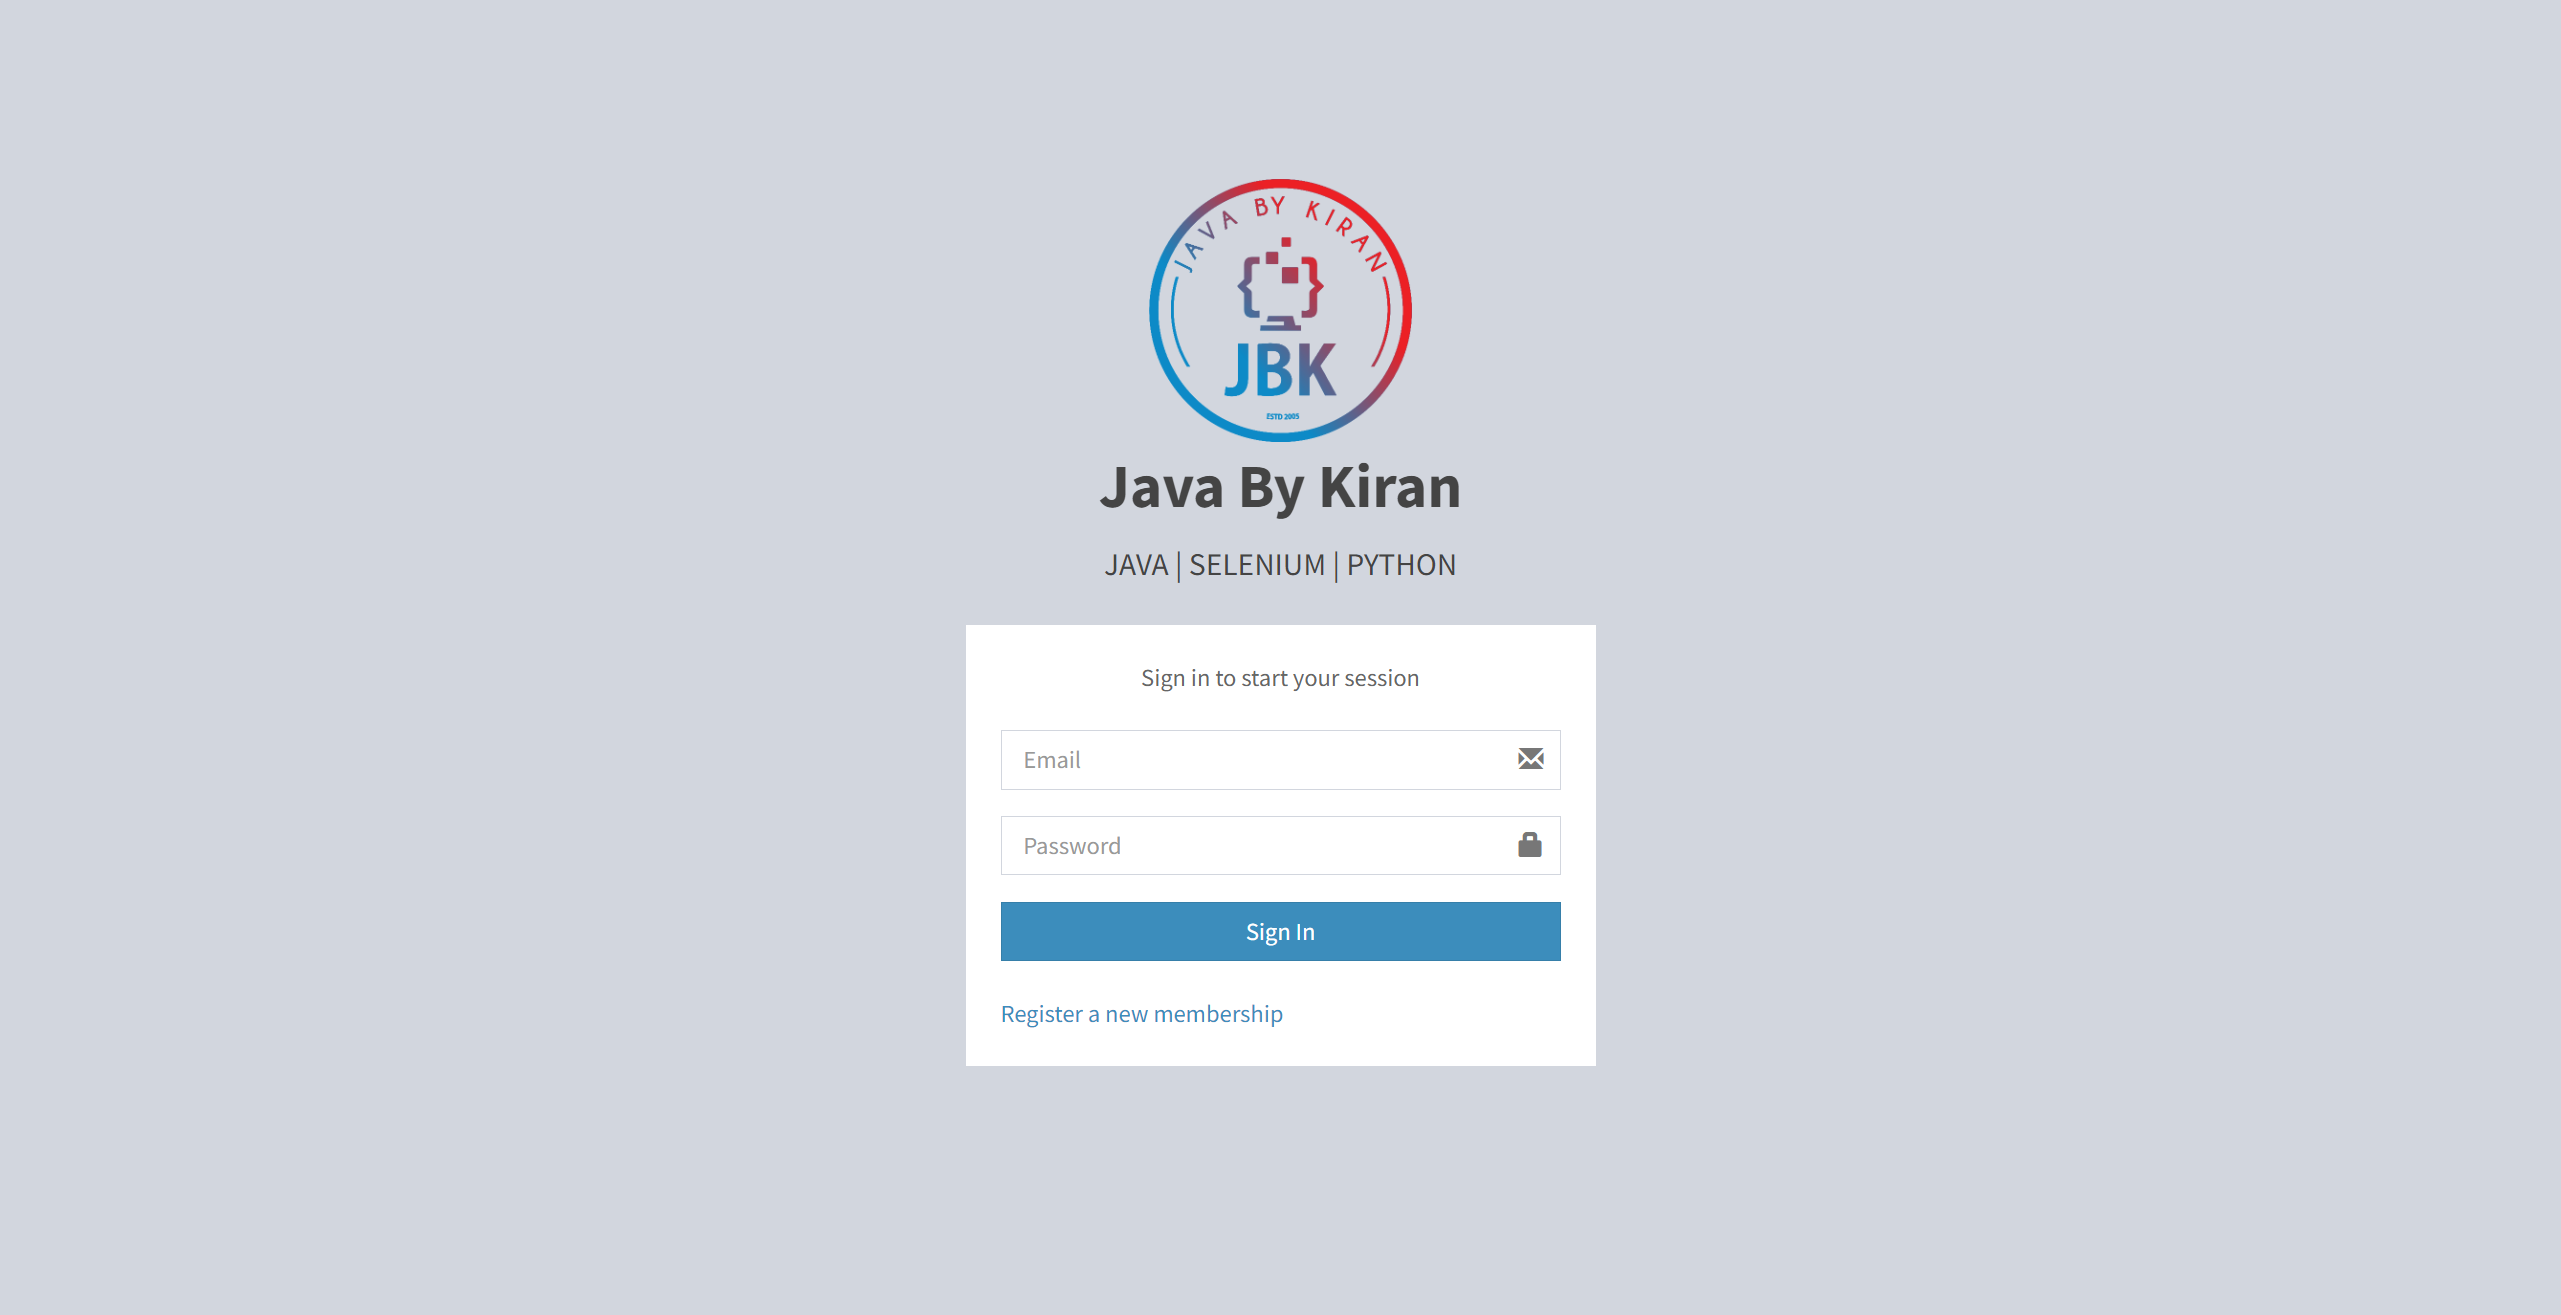 JAVA BY KIRAN
JBK
ESTD 2005
Java By Kiran
JAVA | SELENIUM | PYTHON
Sign in to start your session
Email
Password
Sign In
Register a new membership